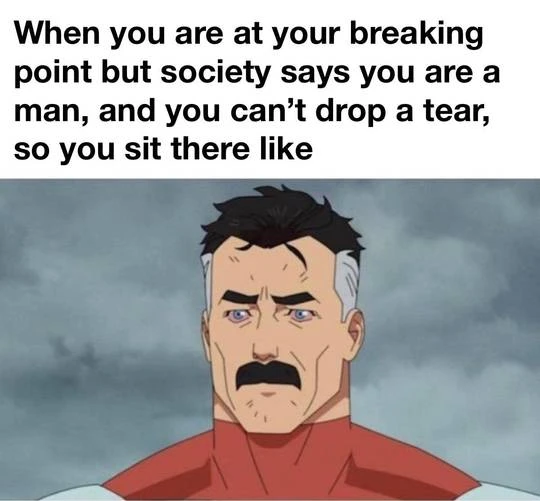 When you are at your breaking
point but society says you are a
man, and you can’t drop a tear,
so you sit there like